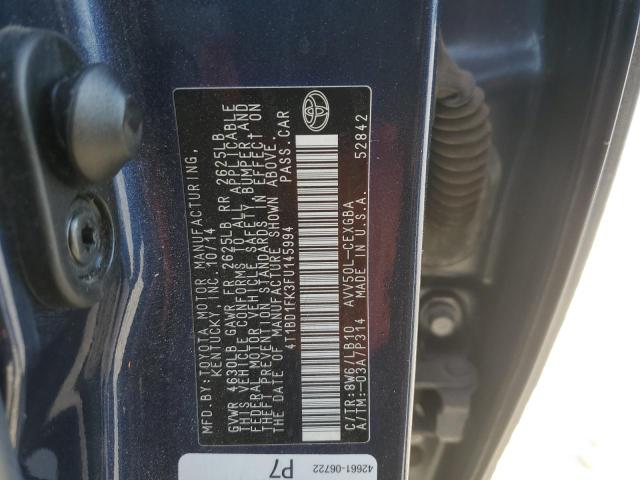 MFD BY: TOYOTA MOTOR MANUFACTURING,
KENTUCKY, INC. 10/14
GVWR 4630LB GAWR FR 2625LB RR 2625LB
THIS VEHICLE CONFORMS TO ALL APPLICABLE
FEDERAL MOTOR VEHICLE SAFETY, BUMPER, AND
THEFT PREVENTION STANDARDS IN EFFECT ON
THE DATE OF MANUFACTURE SHOWN ABOVE.
4T1BD1FK3FU145994 PASS. CAR
C/TR: 8W6/LB10 AVV50L-CEXGBA
A/TM: -03A/P314 MADE IN U.S.A. 52842
42661-06722
P7